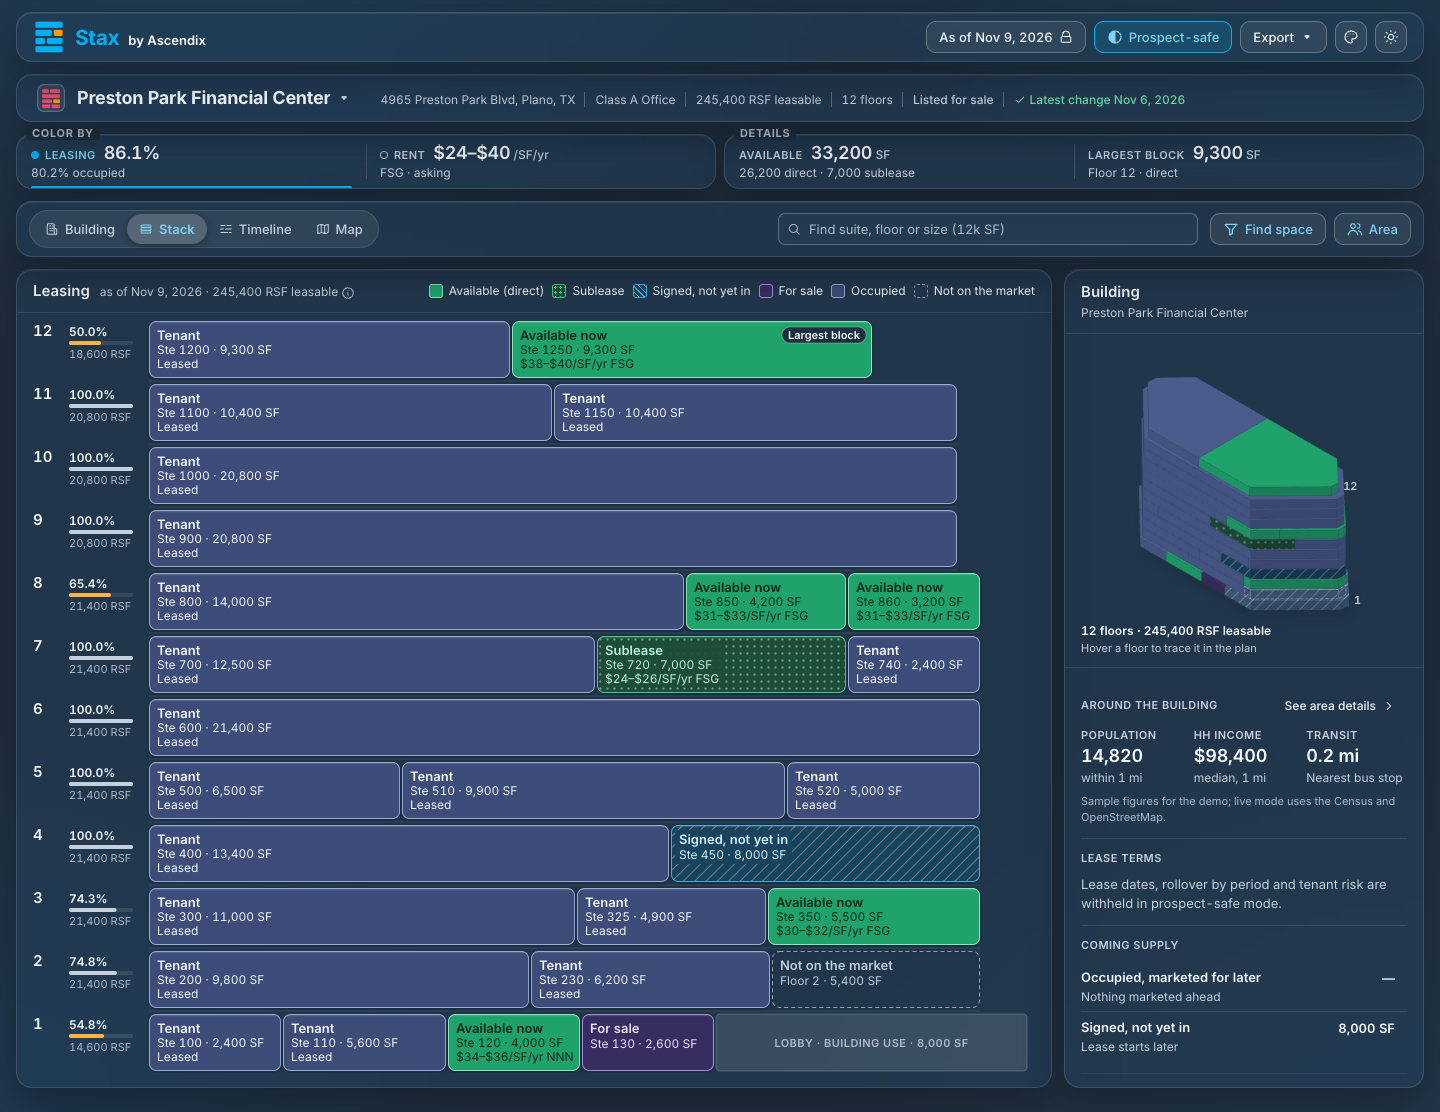 Stax by Ascendix
As of Nov 9, 2026
Prospect-safe
Export
Preston Park Financial Center
4965 Preston Park Blvd, Plano, TX
Class A Office
245,400 RSF leasable
12 floors
Listed for sale
Latest change Nov 6, 2026
COLOR BY
LEASING 86.1%
80.2% occupied
RENT $24–$40 /SF/yr
FSG · asking
DETAILS
AVAILABLE 33,200 SF
26,200 direct · 7,000 sublease
LARGEST BLOCK 9,300 SF
Floor 12 · direct
Building
Stack
Timeline
Map
Find suite, floor or size (12k SF)
Find space
Area
Leasing as of Nov 9, 2026 · 245,400 RSF leasable
Available (direct)
Sublease
Signed, not yet in
For sale
Occupied
Not on the market
12
50.0%
18,600 RSF
Tenant
Ste 1200 · 9,300 SF
Leased
Available now
Ste 1250 · 9,300 SF
$38–$40/SF/yr FSG
Largest block
11
100.0%
20,800 RSF
Tenant
Ste 1100 · 10,400 SF
Leased
Tenant
Ste 1150 · 10,400 SF
Leased
10
100.0%
20,800 RSF
Tenant
Ste 1000 · 20,800 SF
Leased
9
100.0%
20,800 RSF
Tenant
Ste 900 · 20,800 SF
Leased
8
65.4%
21,400 RSF
Tenant
Ste 800 · 14,000 SF
Leased
Available now
Ste 850 · 4,200 SF
$31–$33/SF/yr FSG
Available now
Ste 860 · 3,200 SF
$31–$33/SF/yr FSG
7
100.0%
21,400 RSF
Tenant
Ste 700 · 12,500 SF
Leased
Sublease
Ste 720 · 7,000 SF
$24–$26/SF/yr FSG
Tenant
Ste 740 · 2,400 SF
Leased
6
100.0%
21,400 RSF
Tenant
Ste 600 · 21,400 SF
Leased
5
100.0%
21,400 RSF
Tenant
Ste 500 · 6,500 SF
Leased
Tenant
Ste 510 · 9,900 SF
Leased
Tenant
Ste 520 · 5,000 SF
Leased
4
100.0%
21,400 RSF
Tenant
Ste 400 · 13,400 SF
Leased
Signed, not yet in
Ste 450 · 8,000 SF
3
74.3%
21,400 RSF
Tenant
Ste 300 · 11,000 SF
Leased
Tenant
Ste 325 · 4,900 SF
Leased
Available now
Ste 350 · 5,500 SF
$30–$32/SF/yr FSG
2
74.8%
21,400 RSF
Tenant
Ste 200 · 9,800 SF
Leased
Tenant
Ste 230 · 6,200 SF
Leased
Not on the market
Floor 2 · 5,400 SF
1
54.8%
14,600 RSF
Tenant
Ste 100 · 2,400 SF
Leased
Tenant
Ste 110 · 5,600 SF
Leased
Available now
Ste 120 · 4,000 SF
$34–$36/SF/yr NNN
For sale
Ste 130 · 2,600 SF
LOBBY · BUILDING USE · 8,000 SF
Building
Preston Park Financial Center
12
1
12 floors · 245,400 RSF leasable
Hover a floor to trace it in the plan
AROUND THE BUILDING
See area details
POPULATION
14,820
within 1 mi
HH INCOME
$98,400
median, 1 mi
TRANSIT
0.2 mi
Nearest bus stop
Sample figures for the demo; live mode uses the Census and
OpenStreetMap.
LEASE TERMS
Lease dates, rollover by period and tenant risk are
withheld in prospect-safe mode.
COMING SUPPLY
Occupied, marketed for later —
Nothing marketed ahead
Signed, not yet in 8,000 SF
Lease starts later